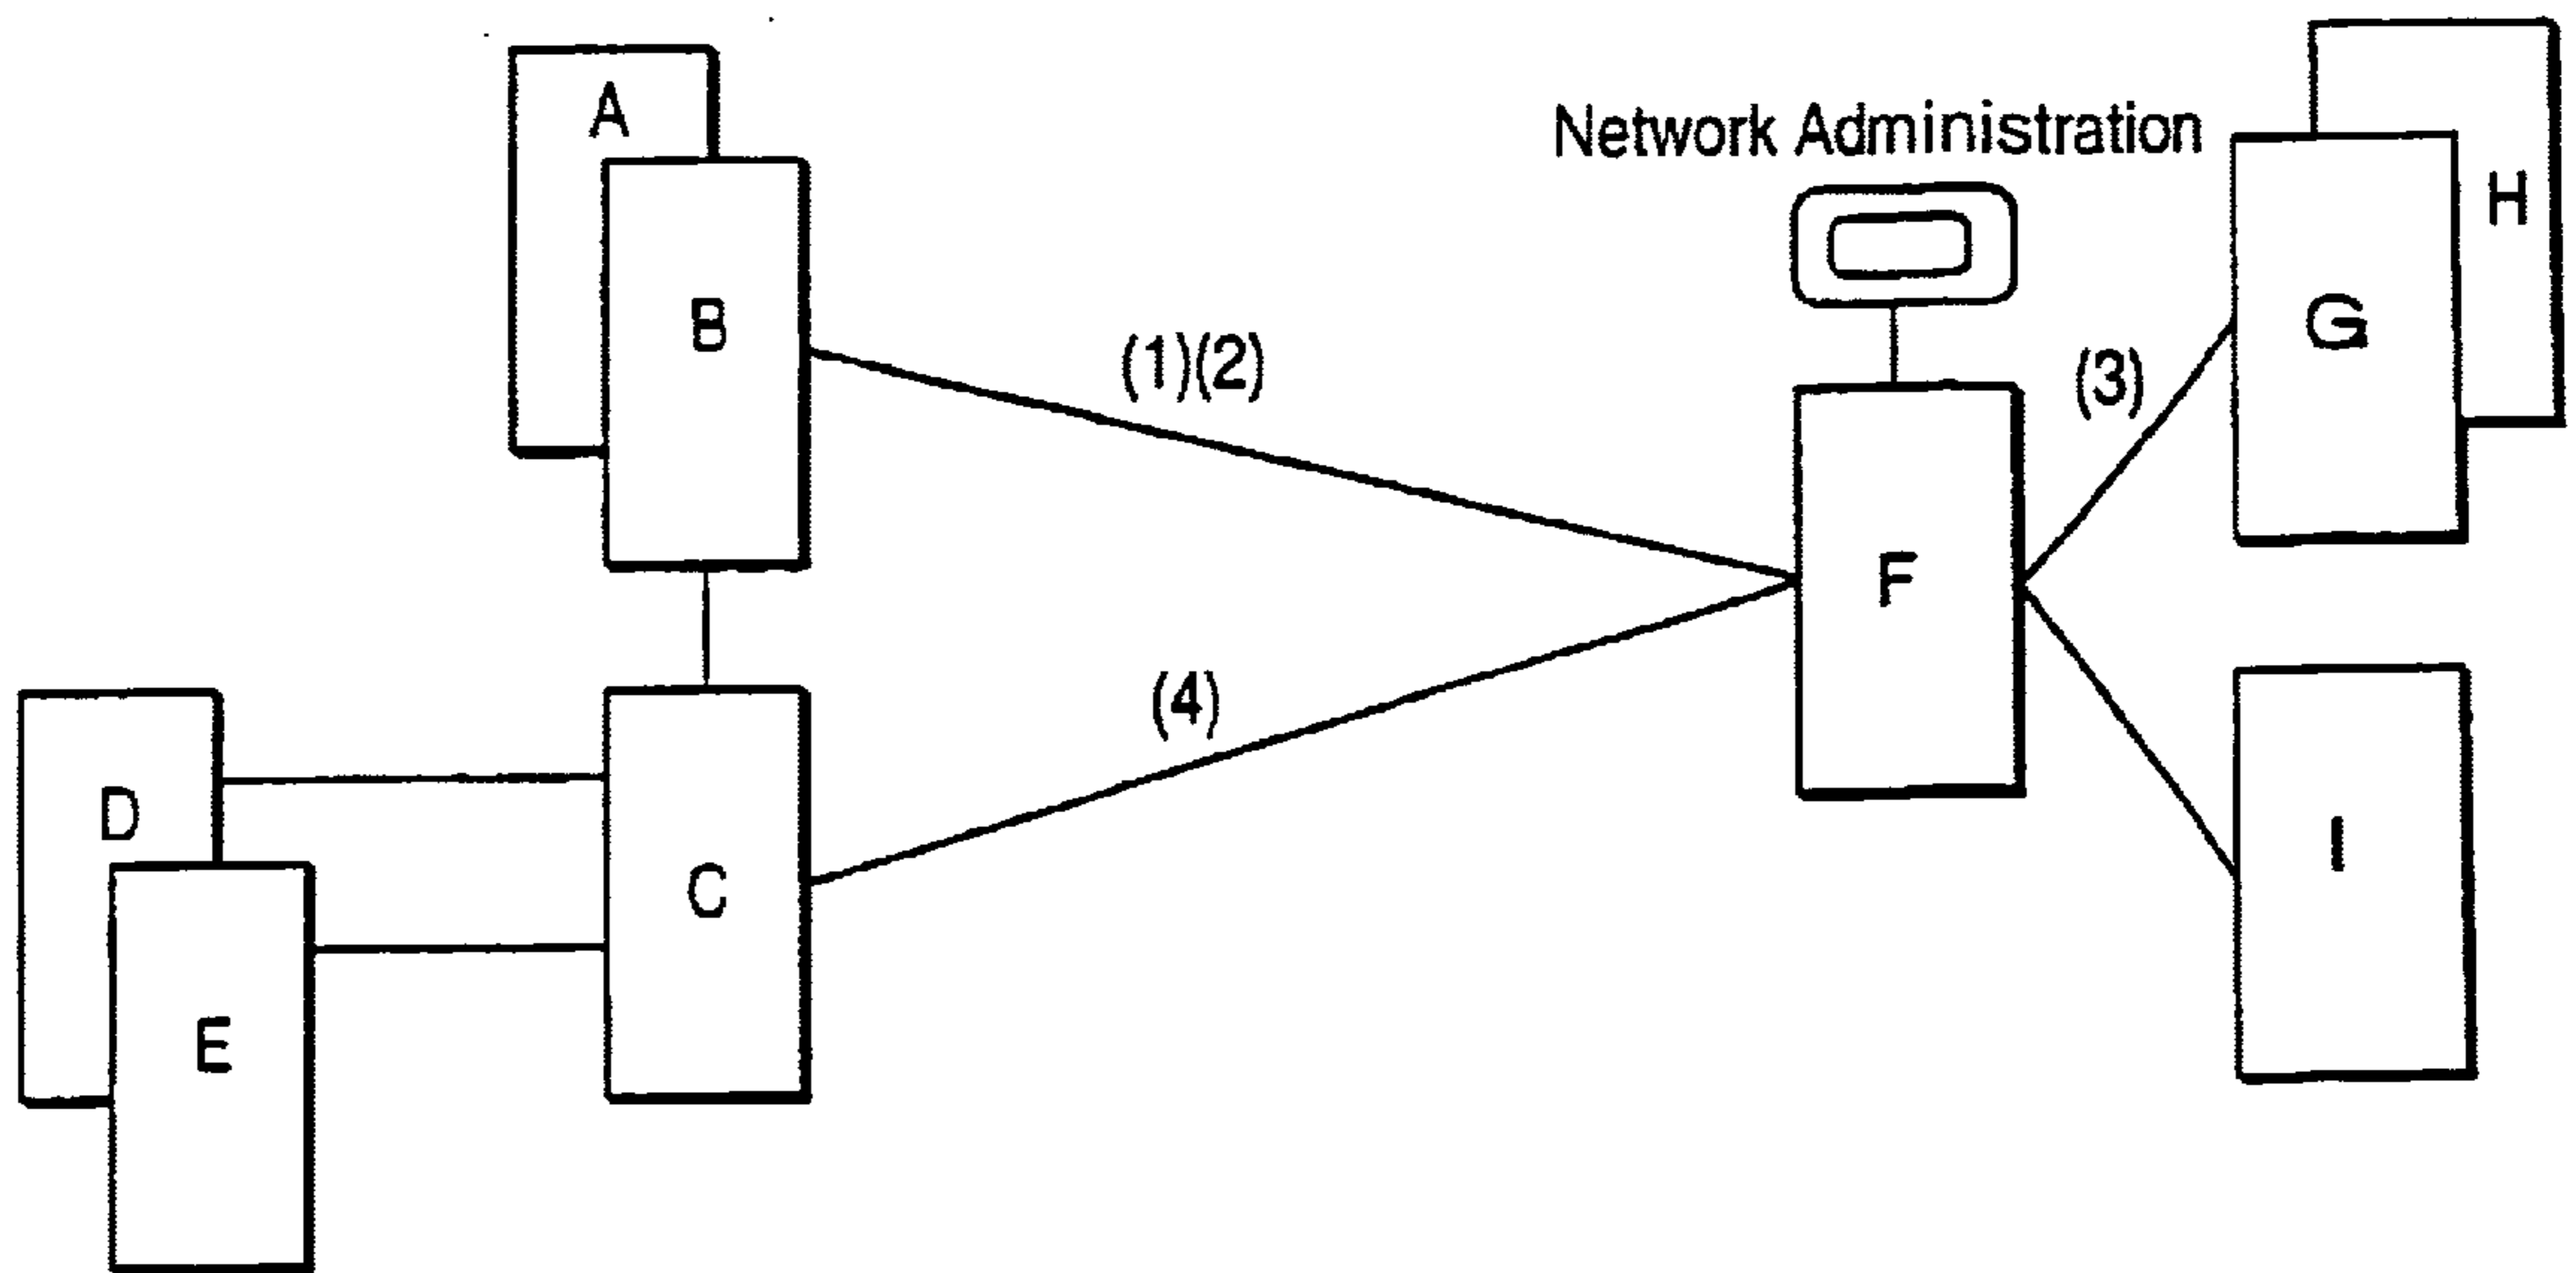 A
Network Administration
H
B
G
(1)(2)
(3)
F
(4)
D
I
C
E